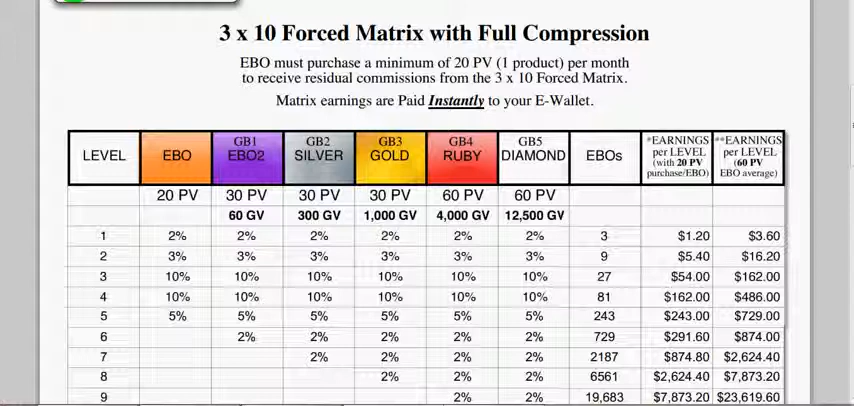 3 x 10 Forced Matrix with Full Compression
EBO must purchase a minimum of 20 PV (1 product) per month
to receive residual commissions from the 3 x 10 Forced Matrix.
Matrix earnings are Paid Instantly to your E-Wallet.
LEVEL EBO GB1 EBO2 GB2 SILVER GB3 GOLD GB4 RUBY GB5 DIAMOND EBOs *EARNINGS per LEVEL (with 20 PV purchase/EBO) **EARNINGS per LEVEL (60 PV EBO average)
20 PV 30 PV 30 PV 30 PV 60 PV 60 PV
60 GV 300 GV 1,000 GV 4,000 GV 12,500 GV
1 2% 2% 2% 2% 2% 2% 3 $1.20 $3.60
2 3% 3% 3% 3% 3% 3% 9 $5.40 $16.20
3 10% 10% 10% 10% 10% 10% 27 $54.00 $162.00
4 10% 10% 10% 10% 10% 10% 81 $162.00 $486.00
5 5% 5% 5% 5% 5% 5% 243 $243.00 $729.00
6 2% 2% 2% 2% 2% 729 $291.60 $874.00
7 2% 2% 2% 2% 2187 $874.80 $2,624.40
8 2% 2% 2% 6561 $2,624.40 $7,873.20
9 2% 2% 19,683 $7,873.20 $23,619.60